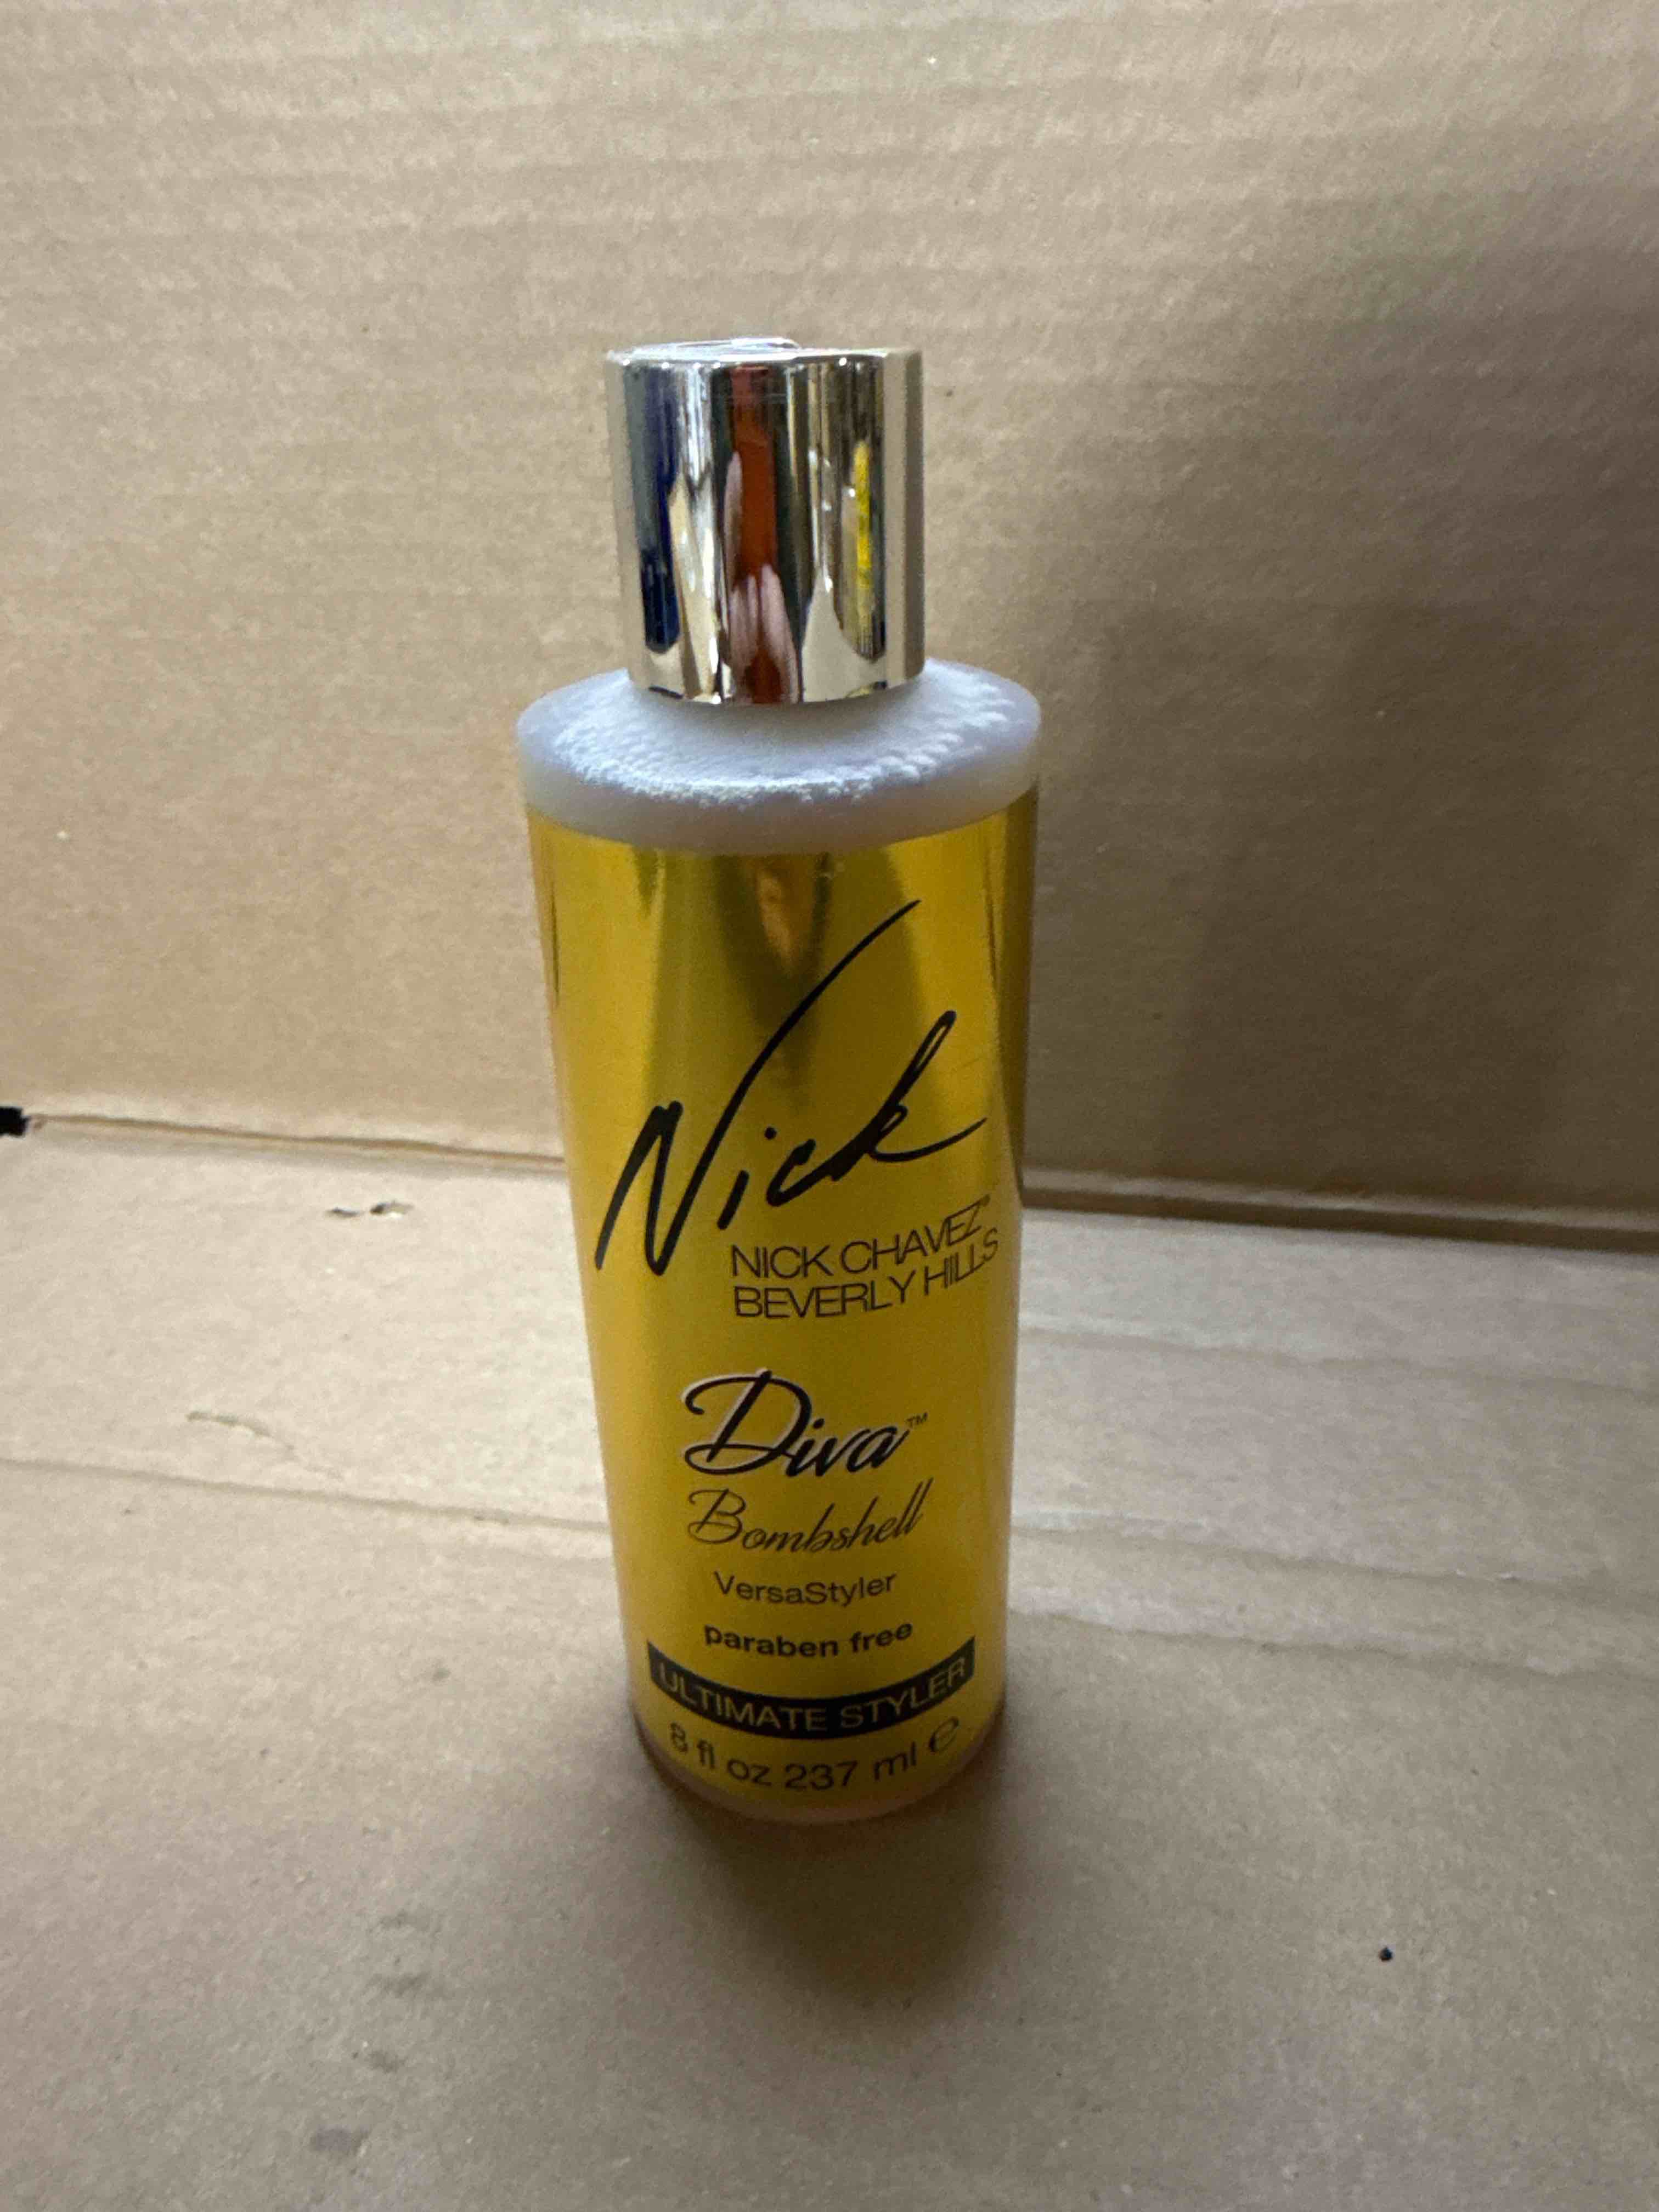 Nick
NICK CHAVEZ®
BEVERLY HILLS
Diva™
Bombshell
VersaStyler
paraben free
ULTIMATE STYLER
8 fl oz 237 ml ℮